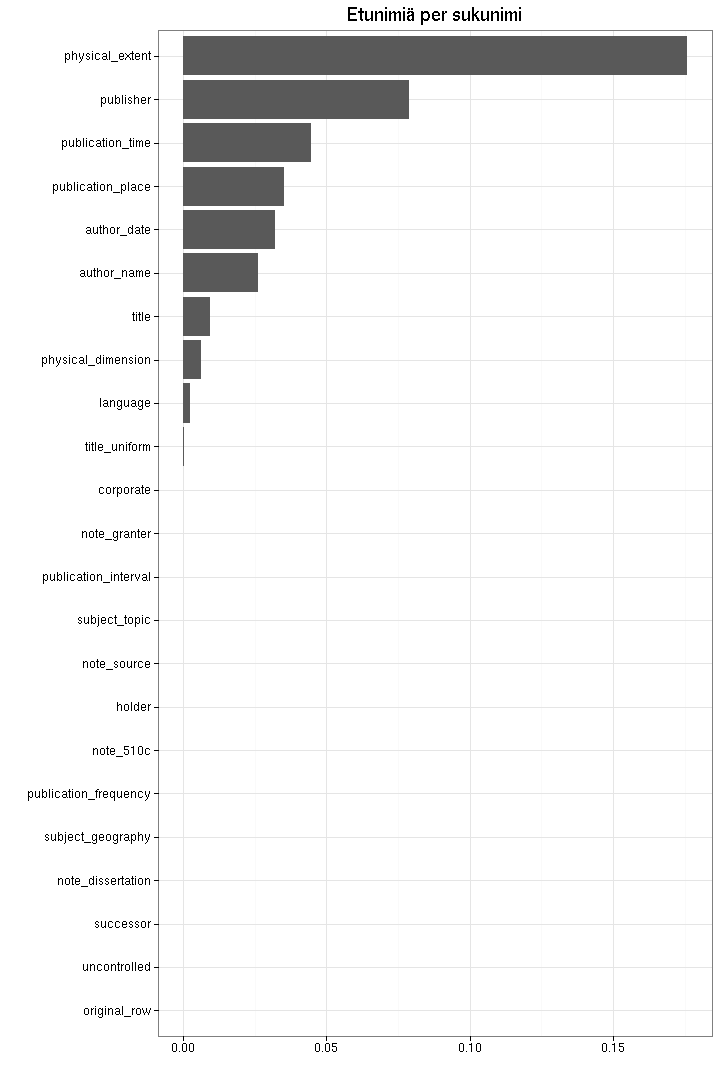 Etunimiä per sukunimi
physical_extent
publisher
publication_time
publication_place
author_date
author_name
title
physical_dimension
language
title_uniform
corporate
note_granter
publication_interval
subject_topic
note_source
holder
note_510c
publication_frequency
subject_geography
note_dissertation
successor
uncontrolled
original_row
0.00 0.05 0.10 0.15